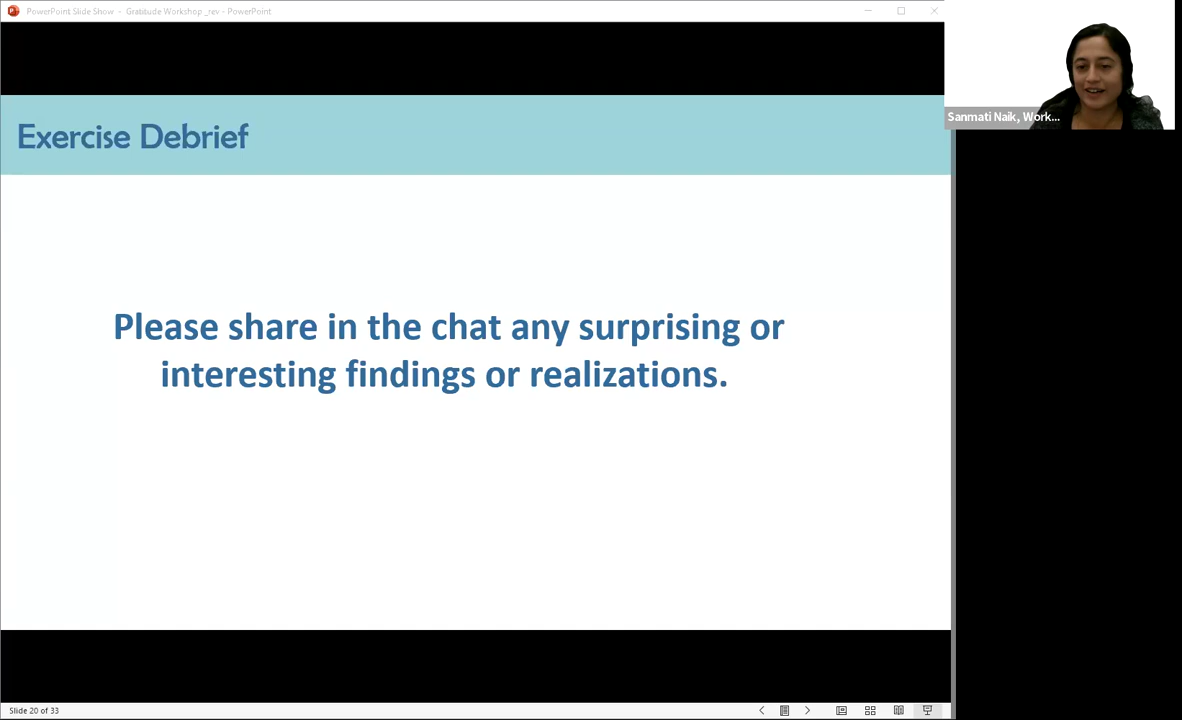 PowerPoint Slide Show - Gratitude Workshop _rev - PowerPoint
Sanmati Naik, Work...
Exercise Debrief
Please share in the chat any surprising or
interesting findings or realizations.
Slide 20 of 33